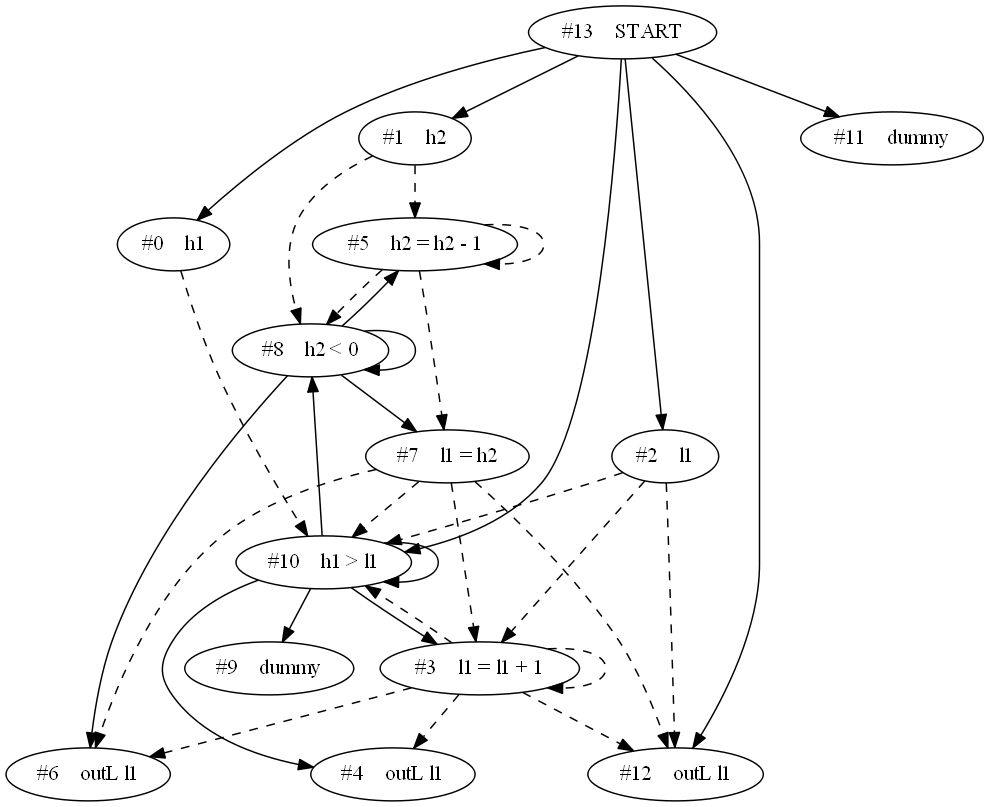 #13 START
#1 h2
#11 dummy
#0 h1
#5 h2 = h2 - 1
#8 h2 < 0
#7 l1 = h2
#2 l1
#10 h1 > l1
#9 dummy
#3 l1 = l1 + 1
#6 outL l1
#4 outL l1
#12 outL l1